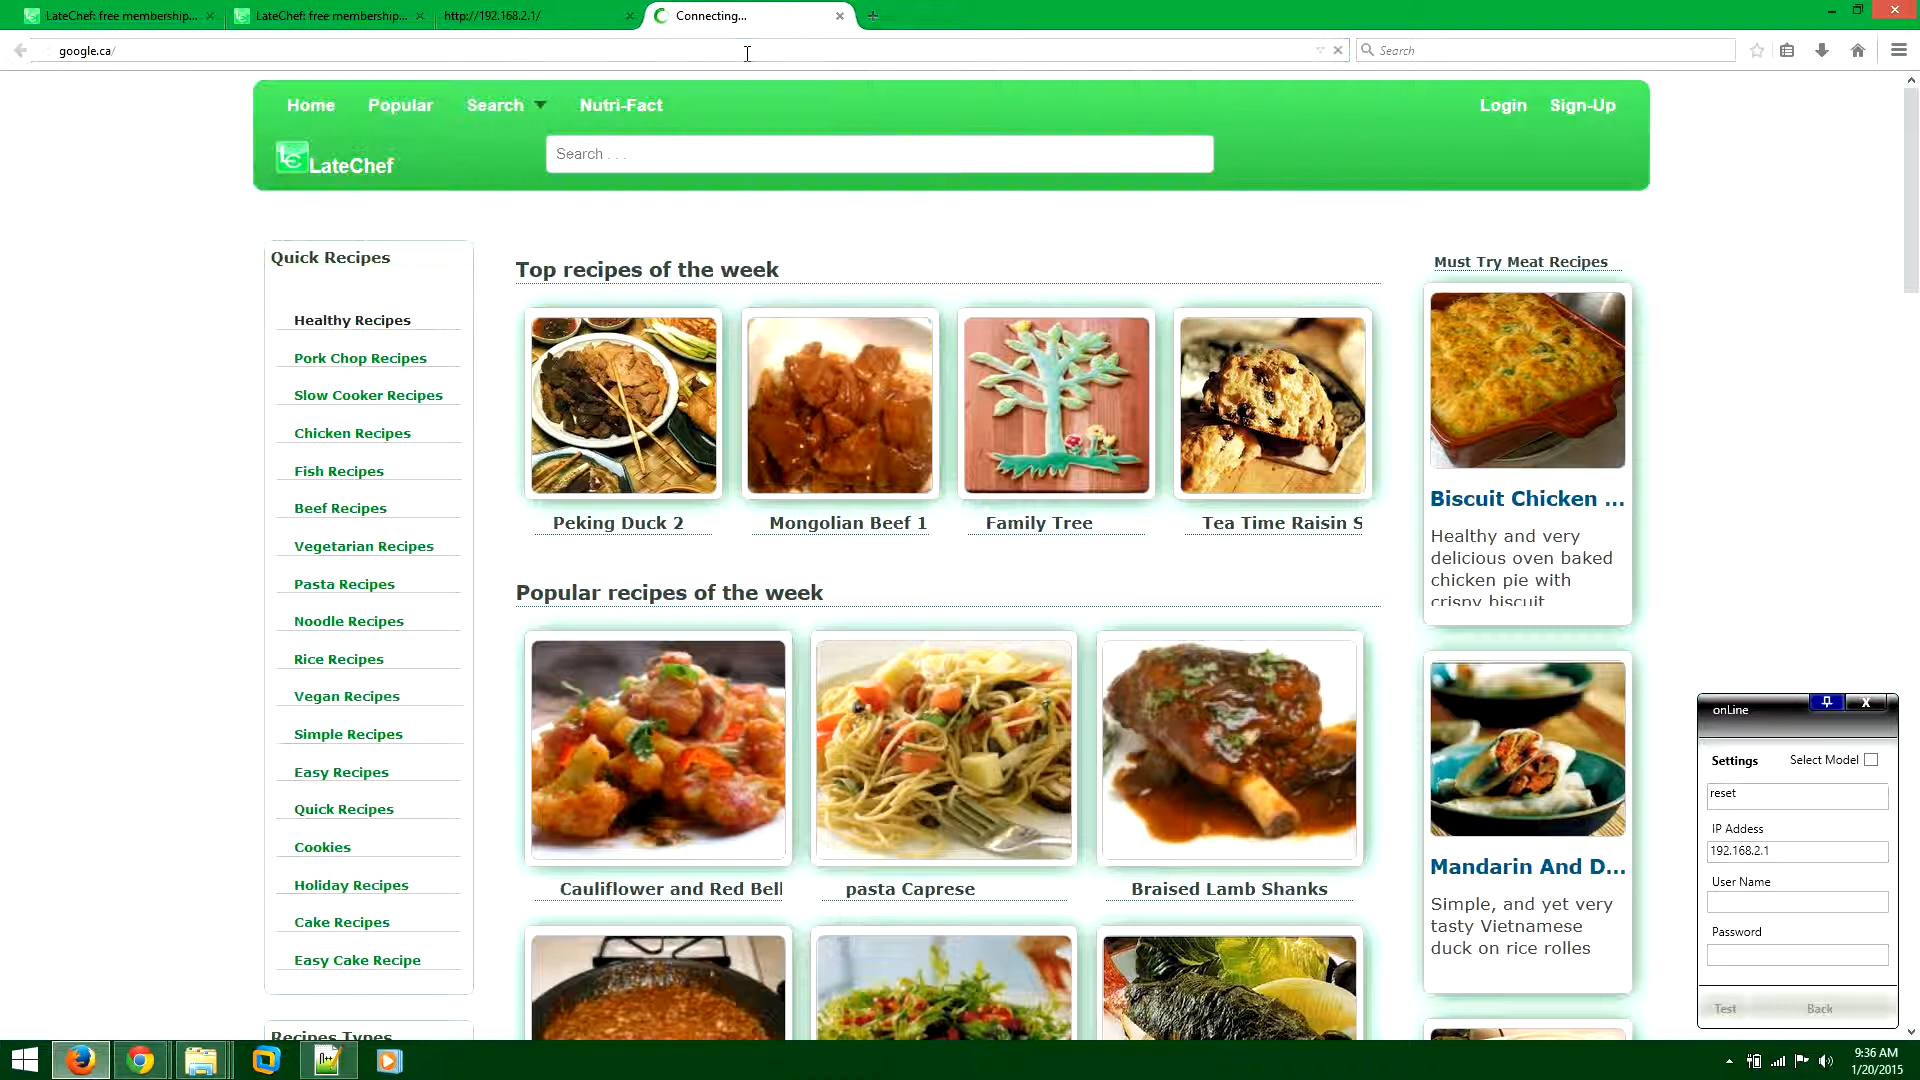 LateChef: free membership...
LateChef: free membership...
http://192.168.2.1/
Connecting...
google.ca/
Search
Home
Popular
Search
Nutri-Fact
Login
Sign-Up
LC LateChef
Search . . .
Quick Recipes
Healthy Recipes
Pork Chop Recipes
Slow Cooker Recipes
Chicken Recipes
Fish Recipes
Beef Recipes
Vegetarian Recipes
Pasta Recipes
Noodle Recipes
Rice Recipes
Vegan Recipes
Simple Recipes
Easy Recipes
Quick Recipes
Cookies
Holiday Recipes
Cake Recipes
Easy Cake Recipe
Recipes Types
Top recipes of the week
Peking Duck 2
Mongolian Beef 1
Family Tree
Tea Time Raisin S
Popular recipes of the week
Cauliflower and Red Bell
pasta Caprese
Braised Lamb Shanks
Must Try Meat Recipes
Biscuit Chicken ...
Healthy and very
delicious oven baked
chicken pie with
crispy biscuit
Mandarin And D...
Simple, and yet very
tasty Vietnamese
duck on rice rolles
onLine
X
Settings
Select Model
reset
IP Addess
192.168.2.1
User Name
Password
Test
Back
9:36 AM
1/20/2015